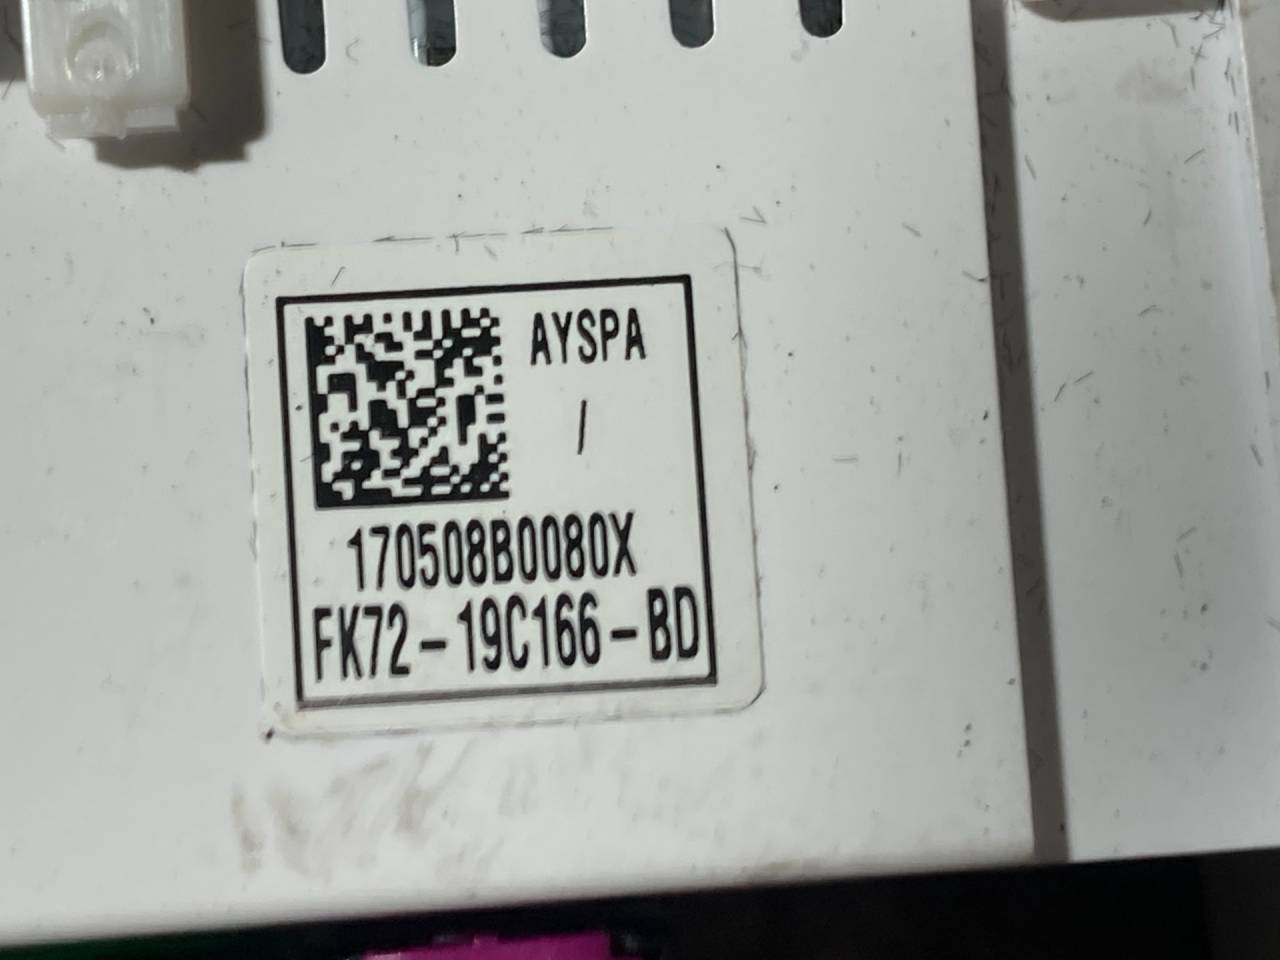 AYSPA
/
170508B0080X
FK72-19C166-BD